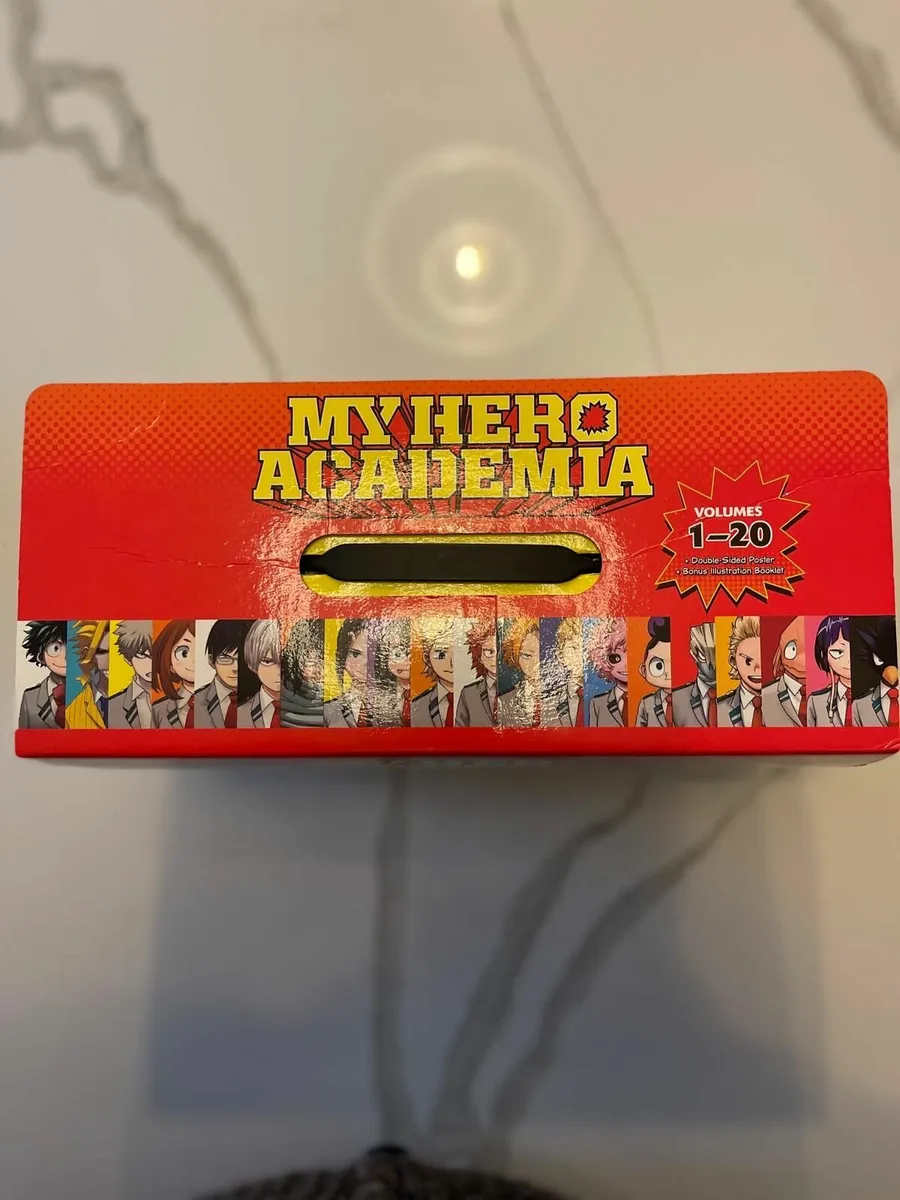 MY HERO
ACADEMIA
VOLUMES
1–20
• Double-Sided Poster
• Bonus Illustration Booklet